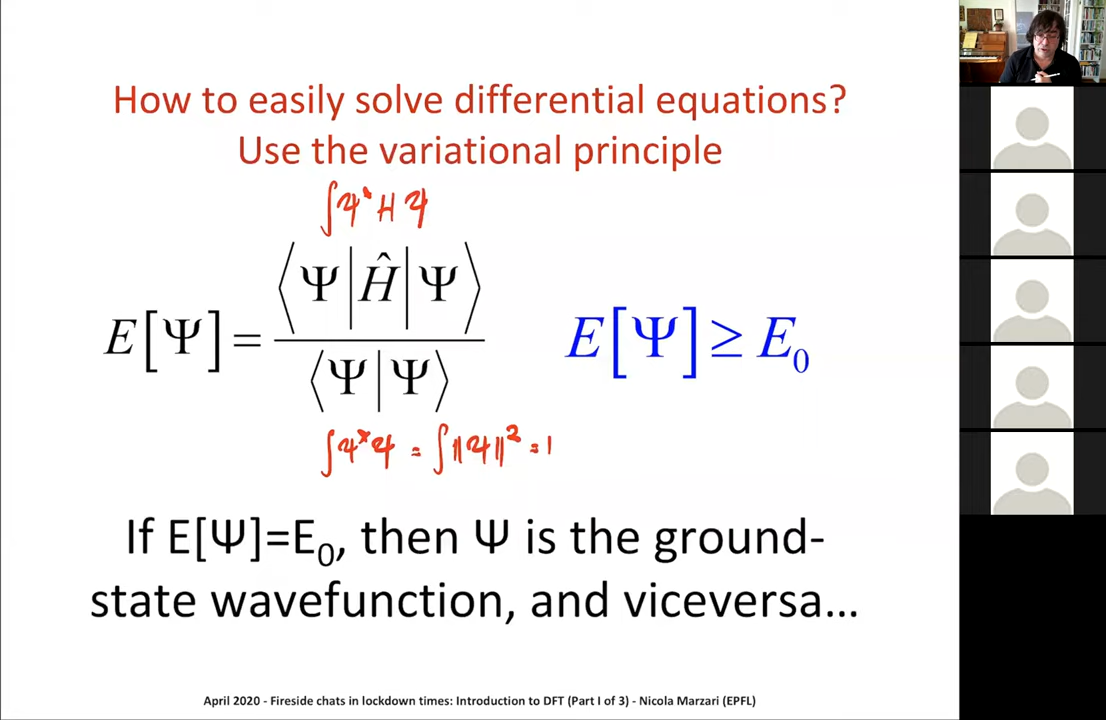 How to easily solve differential equations?
Use the variational principle
∫Ψ*HΨ
E[Ψ] = ⟨Ψ|Ĥ|Ψ⟩ / ⟨Ψ|Ψ⟩
E[Ψ] ≥ E₀
∫Ψ*Ψ = ∫||Ψ||² = 1
If E[Ψ]=E₀, then Ψ is the ground-
state wavefunction, and viceversa...
April 2020 - Fireside chats in lockdown times: Introduction to DFT (Part I of 3) - Nicola Marzari (EPFL)